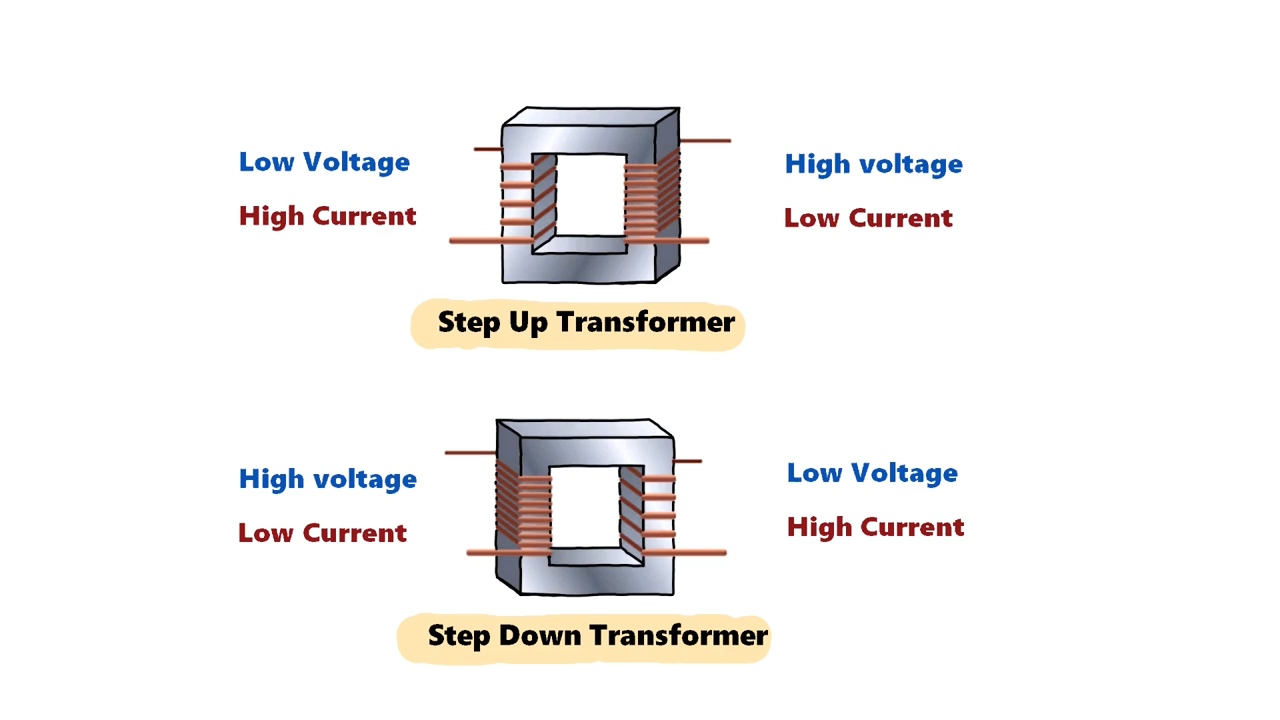 Low Voltage
High Current
High voltage
Low Current
Step Up Transformer
High voltage
Low Current
Low Voltage
High Current
Step Down Transformer